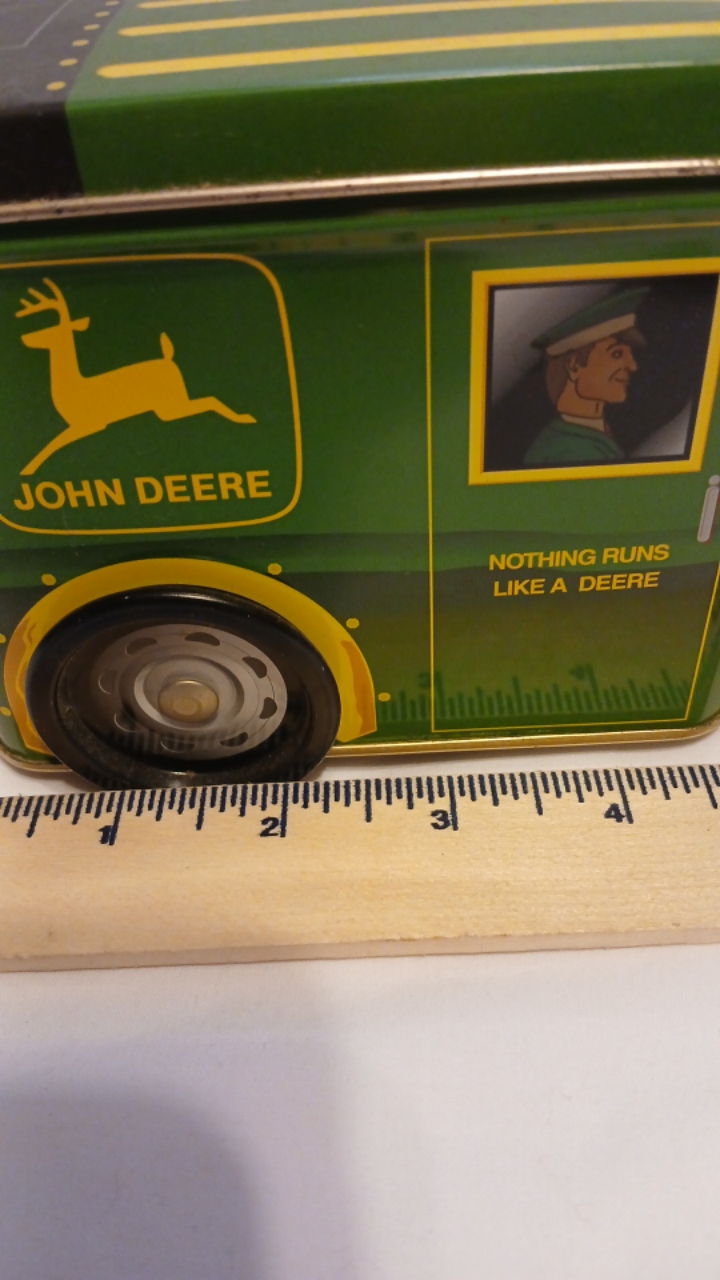 JOHN DEERE
NOTHING RUNS
LIKE A DEERE
1 2 3 4